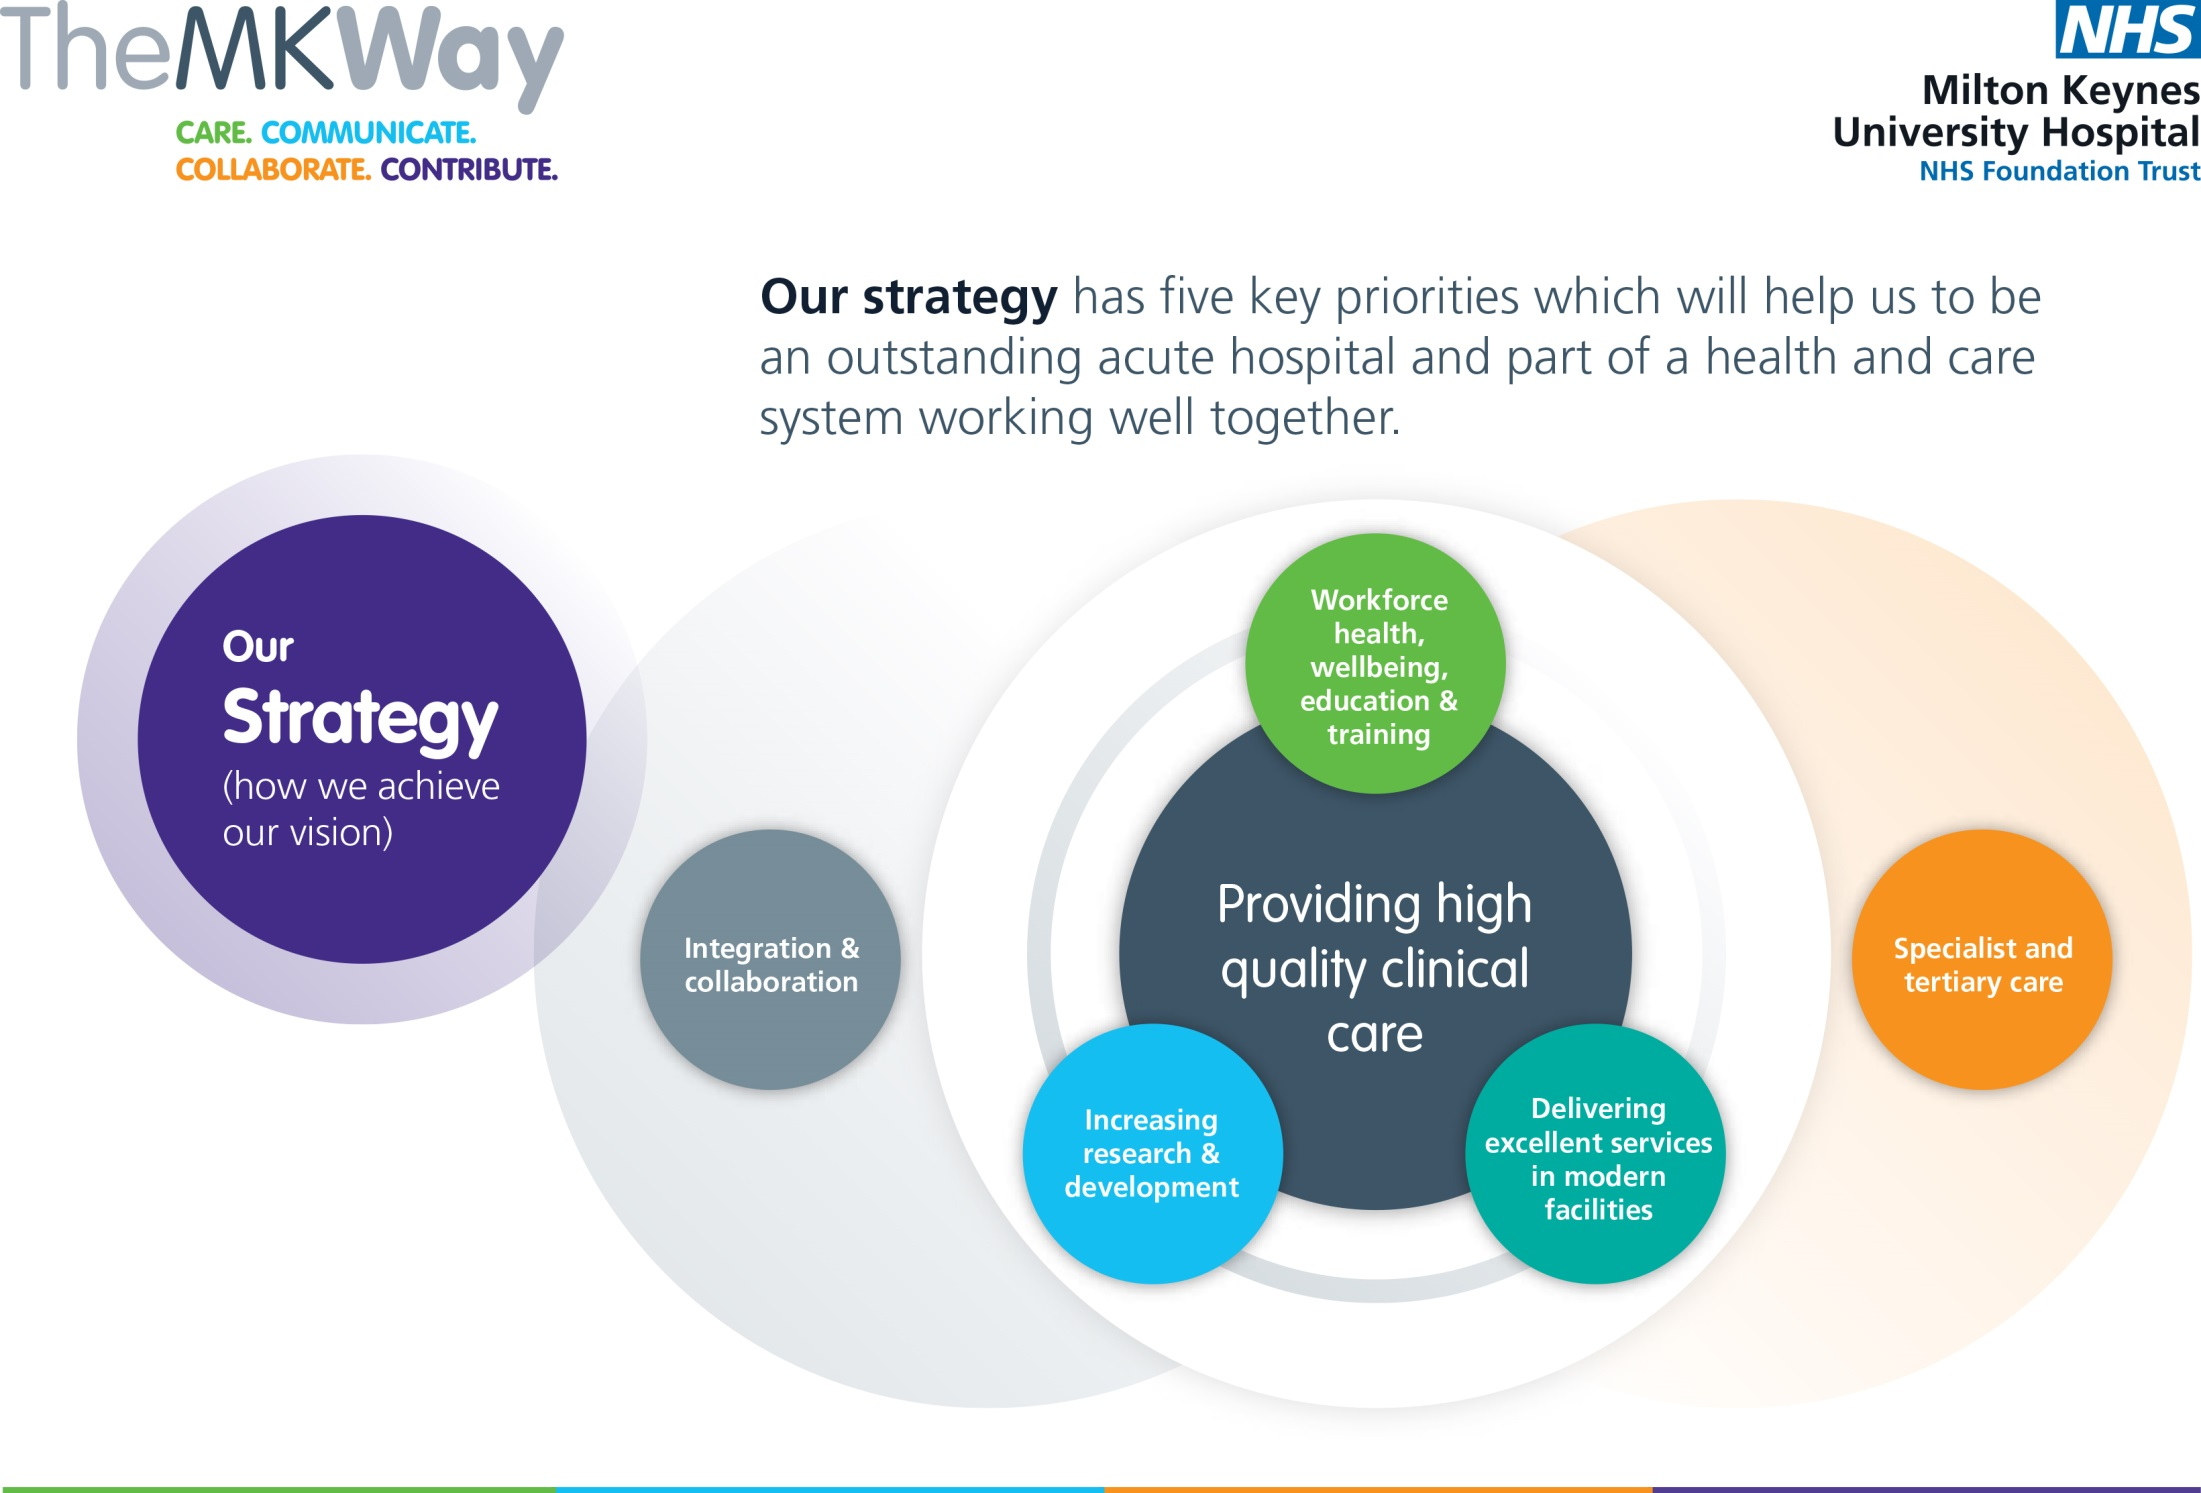 TheMKWay
CARE. COMMUNICATE.
COLLABORATE. CONTRIBUTE.
NHS
Milton Keynes
University Hospital
NHS Foundation Trust
Our strategy has five key priorities which will help us to be
an outstanding acute hospital and part of a health and care
system working well together.
Our
Strategy
(how we achieve
our vision)
Integration &
collaboration
Workforce
health,
wellbeing,
education &
training
Providing high
quality clinical
care
Increasing
research &
development
Delivering
excellent services
in modern
facilities
Specialist and
tertiary care